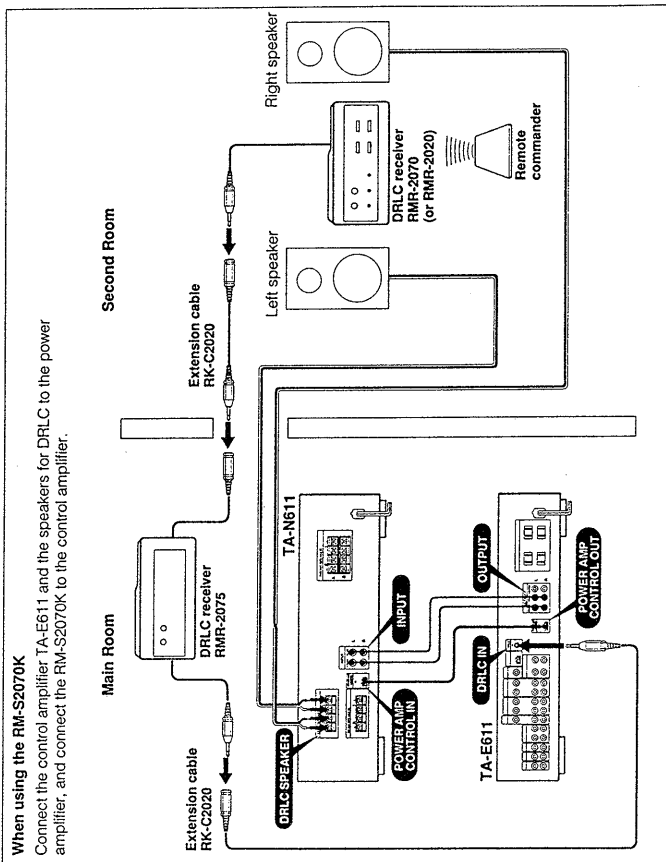 When using the RM-S2070K
Connect the control amplifier TA-E611 and the speakers for DRLC to the power
amplifier, and connect the RM-S2070K to the control amplifier.
Main Room
Second Room
Extension cable
RK-C2020
DRLC receiver
RMR-2075
Extension cable
RK-C2020
Left speaker
Right speaker
DRLC receiver
RMR-2070
(or RMR-2020)
Remote
commander
TA-N611
DRLC SPEAKER
INPUT
POWER AMP
CONTROL IN
TA-E611
DRLC IN
OUTPUT
POWER AMP
CONTROL OUT